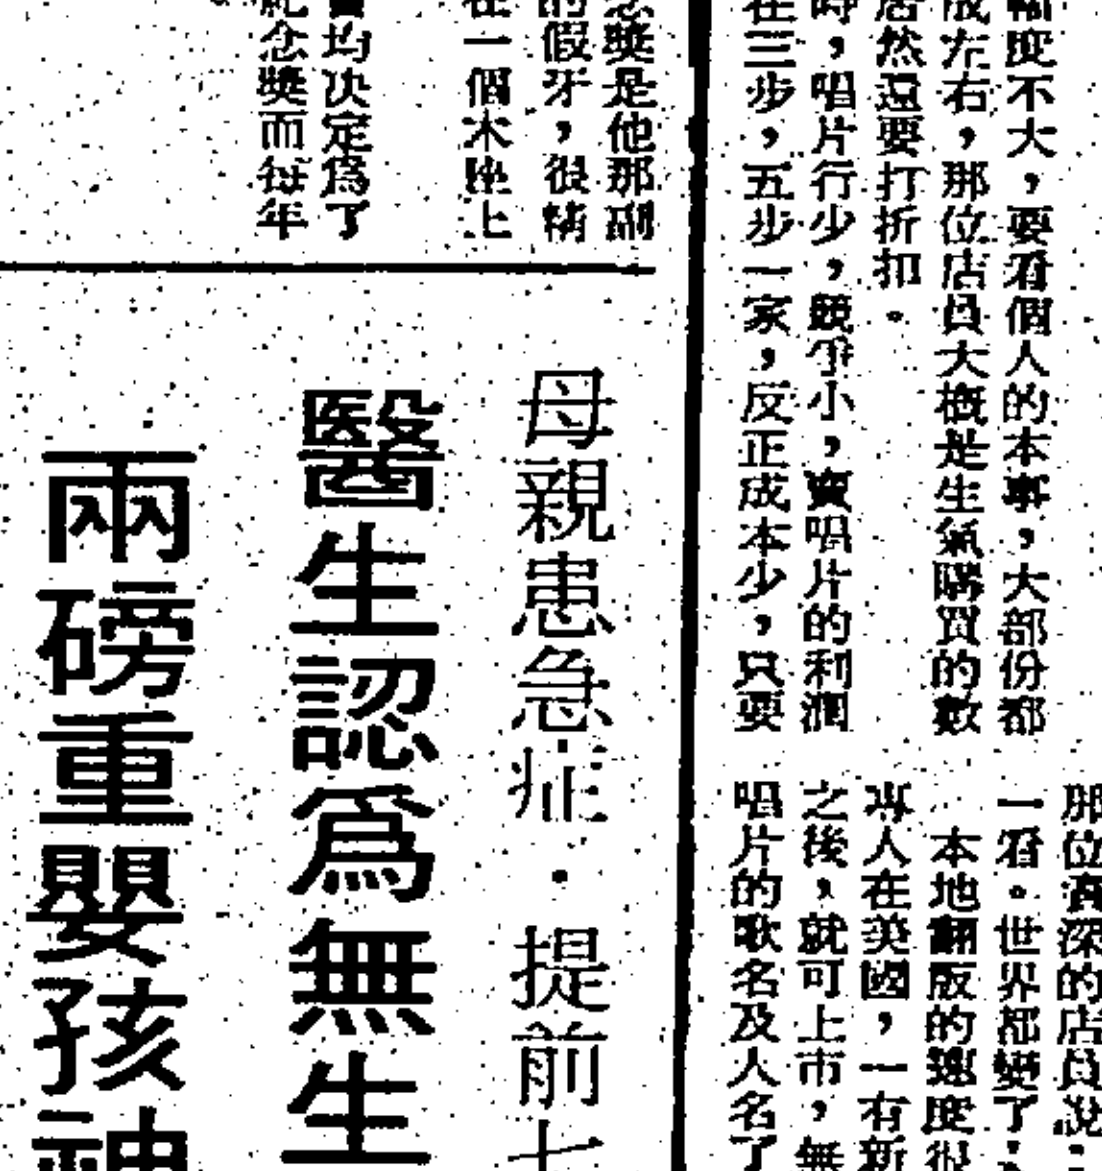 幅度不大，要看個人的本事，大部份都
成左右，那位店員大概是生氣購買的數
居然還要打折扣。
時，唱片行少，競爭小，賣唱片的利潤
在三步，五步一家，反正成本少，只要
那位高深的店員說：
一看。世界都變了，
本地翻版的速度很
專人在美國，一有新
之後，就可上市，無
唱片的歌名及人名了
念獎是他那副
的假牙，很精
在一個木座上
均決定爲了
紀念獎而每年
母親患急症．提前七
醫生認爲無生
兩磅重嬰孩神